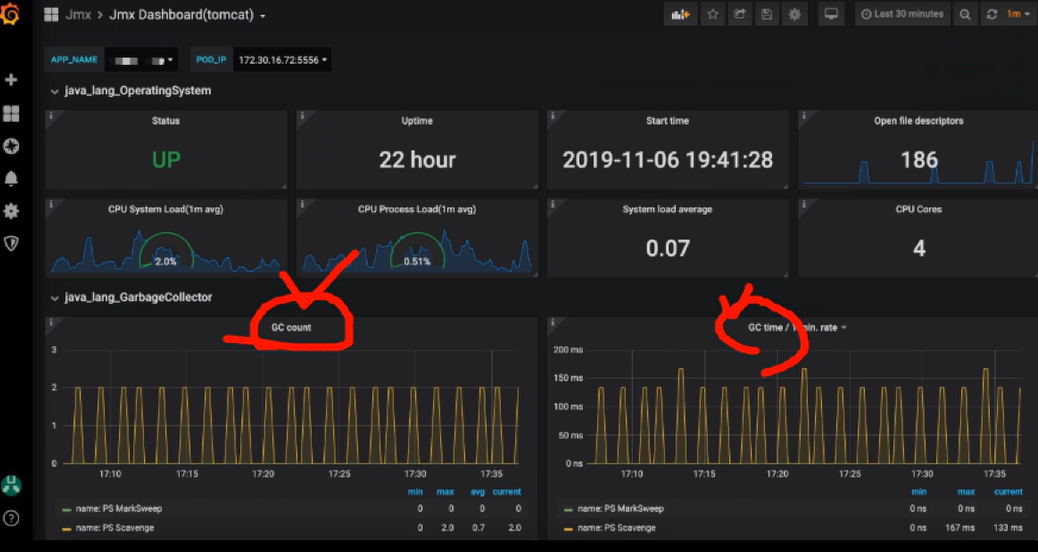 Jmx > Jmx Dashboard(tomcat)
Last 30 minutes
1m
APP_NAME
POD_IP 172.30.16.72:5556
java_lang_OperatingSystem
Status
UP
Uptime
22 hour
Start time
2019-11-06 19:41:28
Open file descriptors
186
CPU System Load(1m avg)
2.0%
CPU Process Load(1m avg)
0.51%
System load average
0.07
CPU Cores
4
java_lang_GarbageCollector
GC count
3
2
1
0
17:10 17:15 17:20 17:25 17:30 17:35
min max avg current
name: PS MarkSweep 0 0 0 0
name: PS Scavenge 0 2.0 0.7 2.0
GC time / min. rate
200 ms
150 ms
100 ms
50 ms
0 ns
17:10 17:15 17:20 17:25 17:30 17:35
min max current
name: PS MarkSweep 0 ns 0 ns 0 ns
name: PS Scavenge 0 ns 167 ms 133 ms